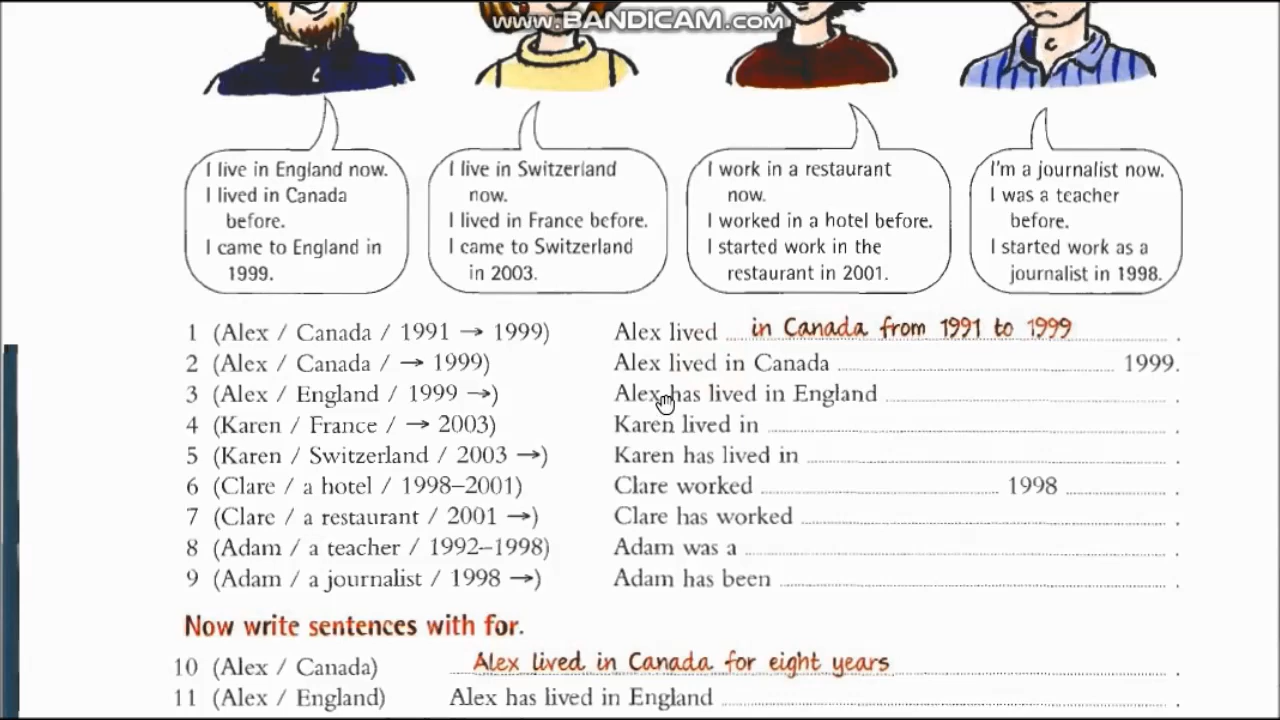 www.BANDICAM.com
I live in England now.
I lived in Canada
before.
I came to England in
1999.
I live in Switzerland
now.
I lived in France before.
I came to Switzerland
in 2003.
I work in a restaurant
now.
I worked in a hotel before.
I started work in the
restaurant in 2001.
I'm a journalist now.
I was a teacher
before.
I started work as a
journalist in 1998.
1 (Alex / Canada / 1991 → 1999) Alex lived in Canada from 1991 to 1999 .
2 (Alex / Canada / → 1999) Alex lived in Canada 1999.
3 (Alex / England / 1999 →) Alex has lived in England .
4 (Karen / France / → 2003) Karen lived in .
5 (Karen / Switzerland / 2003 →) Karen has lived in .
6 (Clare / a hotel / 1998–2001) Clare worked 1998 .
7 (Clare / a restaurant / 2001 →) Clare has worked .
8 (Adam / a teacher / 1992–1998) Adam was a .
9 (Adam / a journalist / 1998 →) Adam has been .
Now write sentences with for.
10 (Alex / Canada) Alex lived in Canada for eight years .
11 (Alex / England) Alex has lived in England .